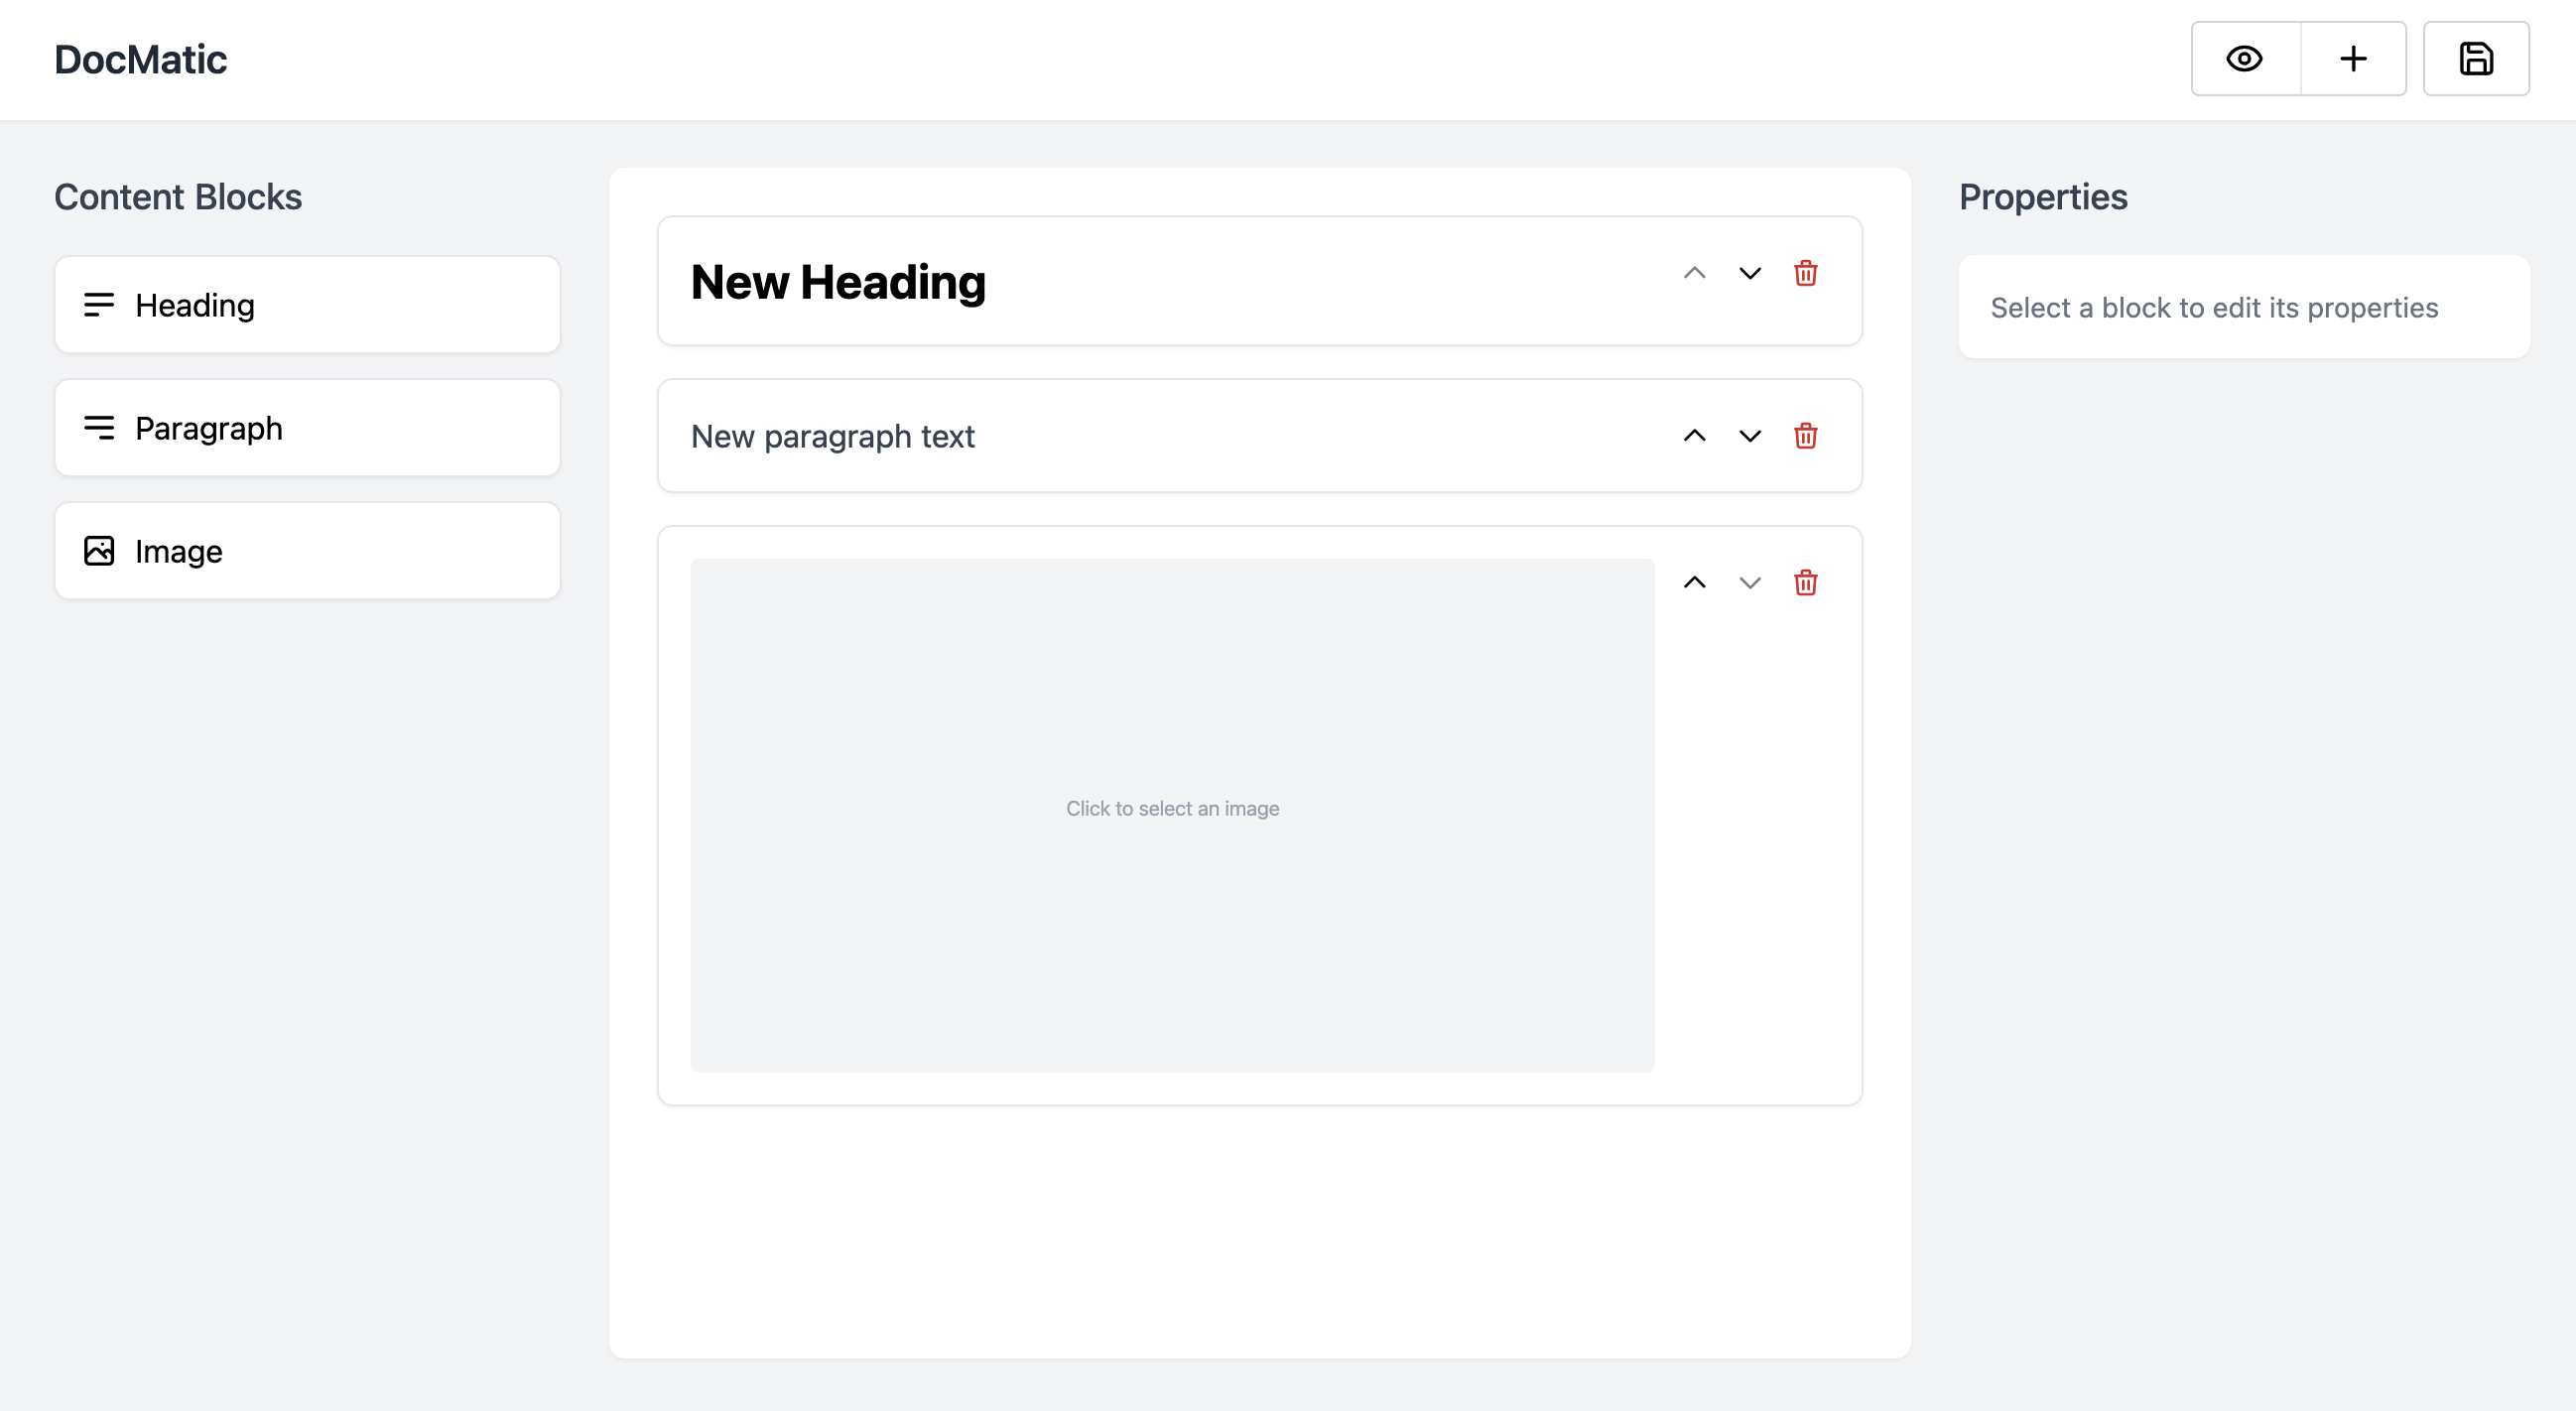 DocMatic
Content Blocks
Heading
Paragraph
Image
New Heading
New paragraph text
Click to select an image
Properties
Select a block to edit its properties